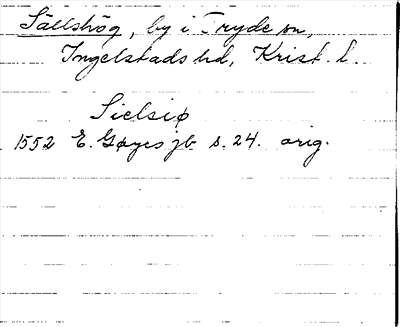 Sällshög, by i Tryde sn,
Ingelstads hd, Krist. l.
Sielsiø
1552 E. Gøyes jb s. 24. orig.